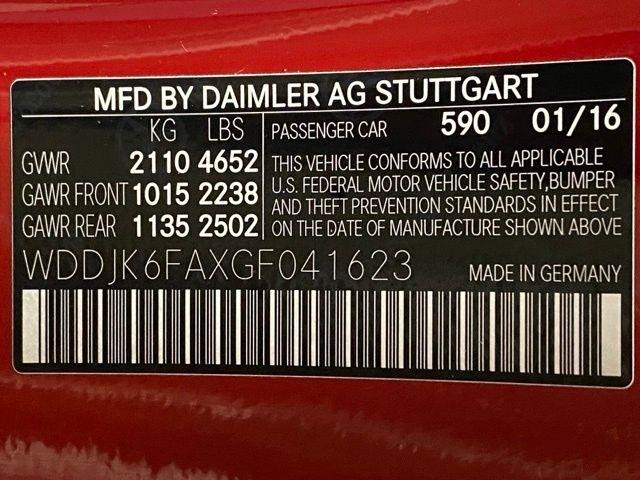 MFD BY DAIMLER AG STUTTGART
KG LBS
GVWR 2110 4652
GAWR FRONT 1015 2238
GAWR REAR 1135 2502
PASSENGER CAR 590 01/16
THIS VEHICLE CONFORMS TO ALL APPLICABLE
U.S. FEDERAL MOTOR VEHICLE SAFETY,BUMPER
AND THEFT PREVENTION STANDARDS IN EFFECT
ON THE DATE OF MANUFACTURE SHOWN ABOVE
WDDJK6FAXGF041623
MADE IN GERMANY